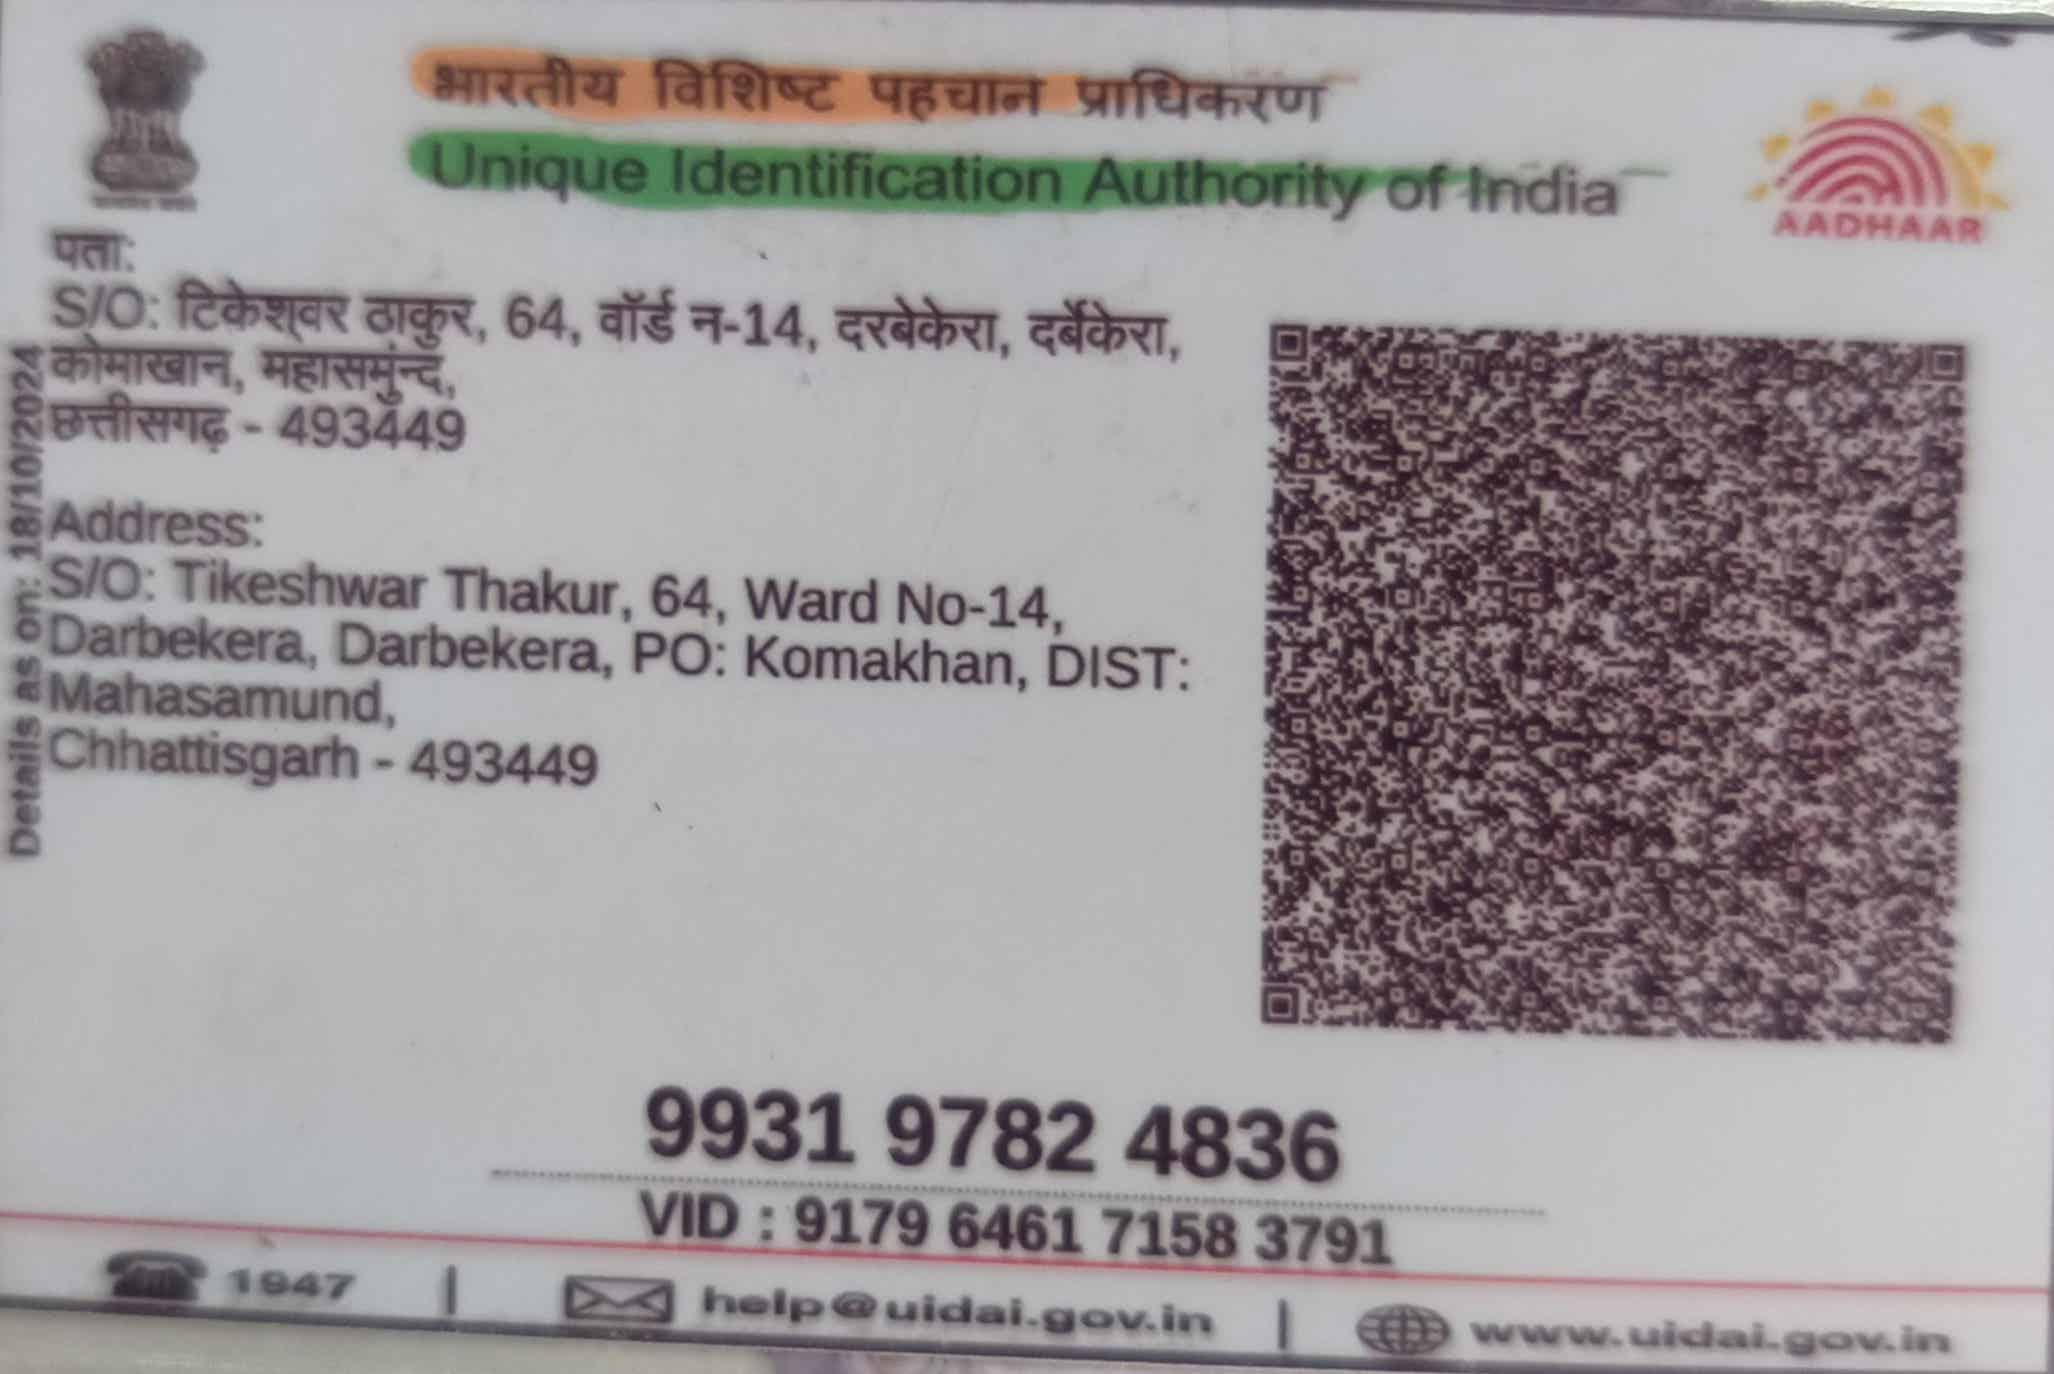 भारतीय विशिष्ट पहचान प्राधिकरण
Unique Identification Authority of India
AADHAAR
पता:
S/O: टिकेश्वर ठाकुर, 64, वॉर्ड न-14, दरबेकेरा, दर्बेकेरा,
कोमाखान, महासमुंन्द,
छत्तीसगढ़ - 493449
Address:
S/O: Tikeshwar Thakur, 64, Ward No-14,
Darbekera, Darbekera, PO: Komakhan, DIST:
Mahasamund,
Chhattisgarh - 493449
Details as on: 18/10/2024
9931 9782 4836
VID : 9179 6461 7158 3791
1947 | help@uidai.gov.in | www.uidai.gov.in